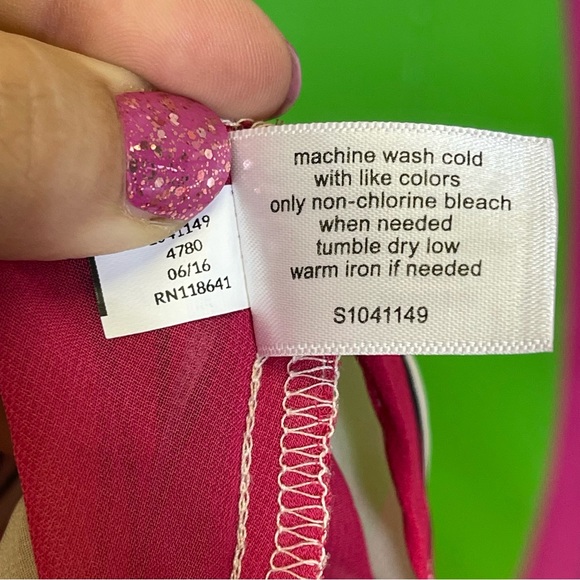 machine wash cold
with like colors
only non-chlorine bleach
when needed
tumble dry low
warm iron if needed
S1041149
4780
06/16
RN118641